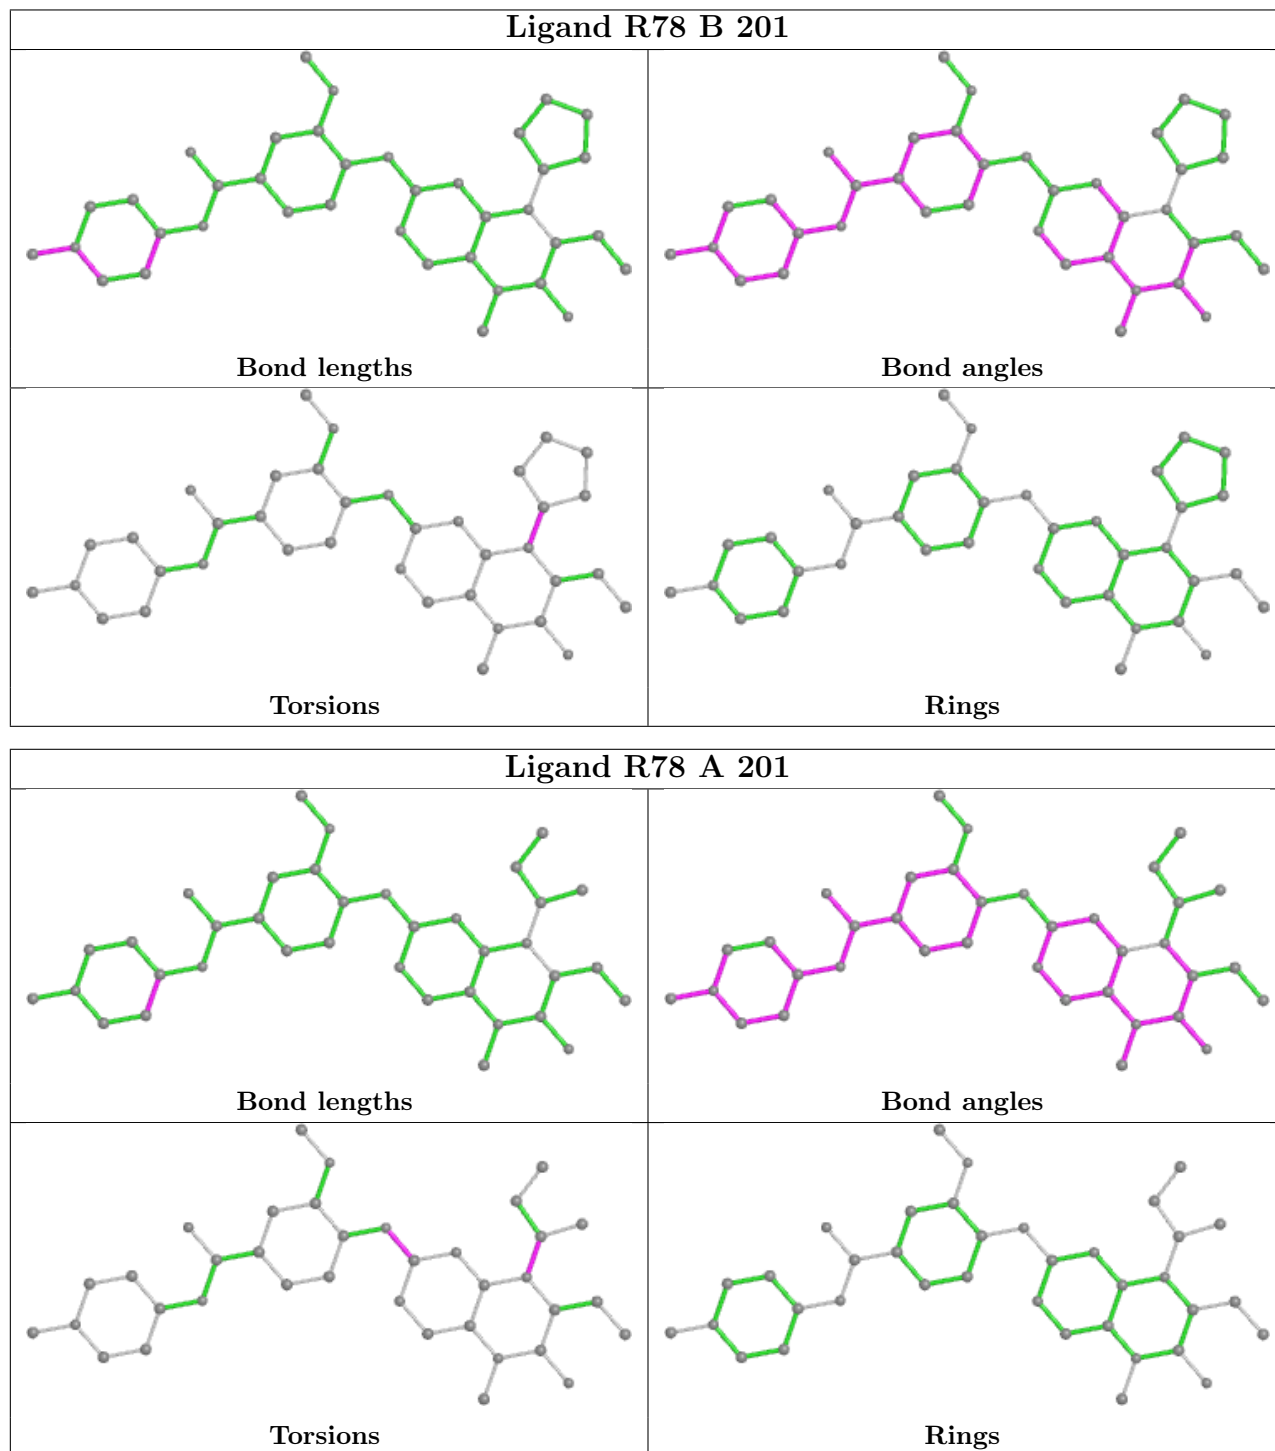 Ligand R78 B 201
Bond lengths
Bond angles
Torsions
Rings
Ligand R78 A 201
Bond lengths
Bond angles
Torsions
Rings